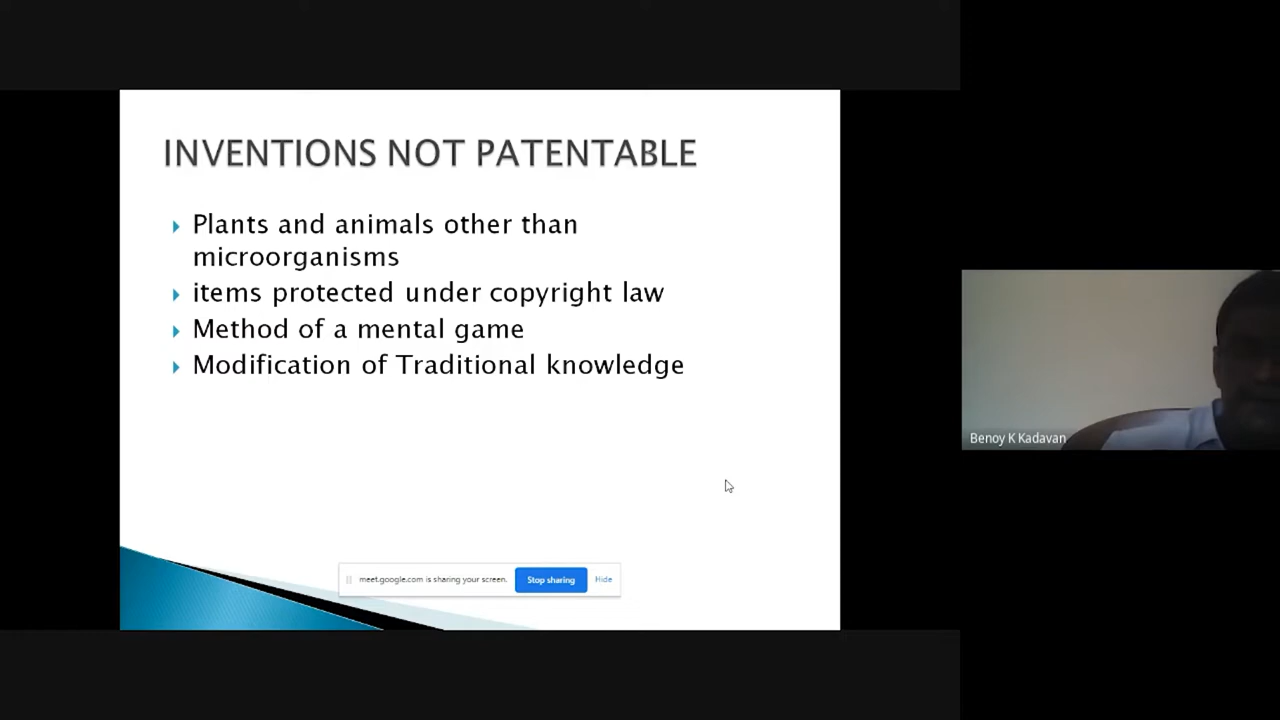 INVENTIONS NOT PATENTABLE
Plants and animals other than
microorganisms
items protected under copyright law
Method of a mental game
Modification of Traditional knowledge
meet.google.com is sharing your screen.
Stop sharing
Hide
Benoy K Kadavan